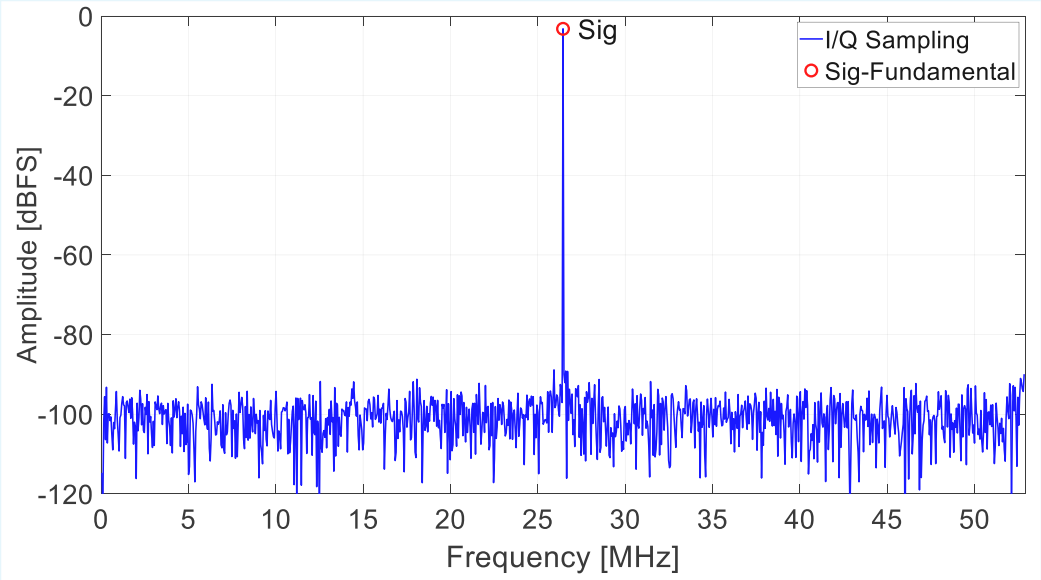 0
-20
-40
-60
-80
-100
-120
Amplitude [dBFS]
Sig
I/Q Sampling
Sig-Fundamental
0 5 10 15 20 25 30 35 40 45 50
Frequency [MHz]